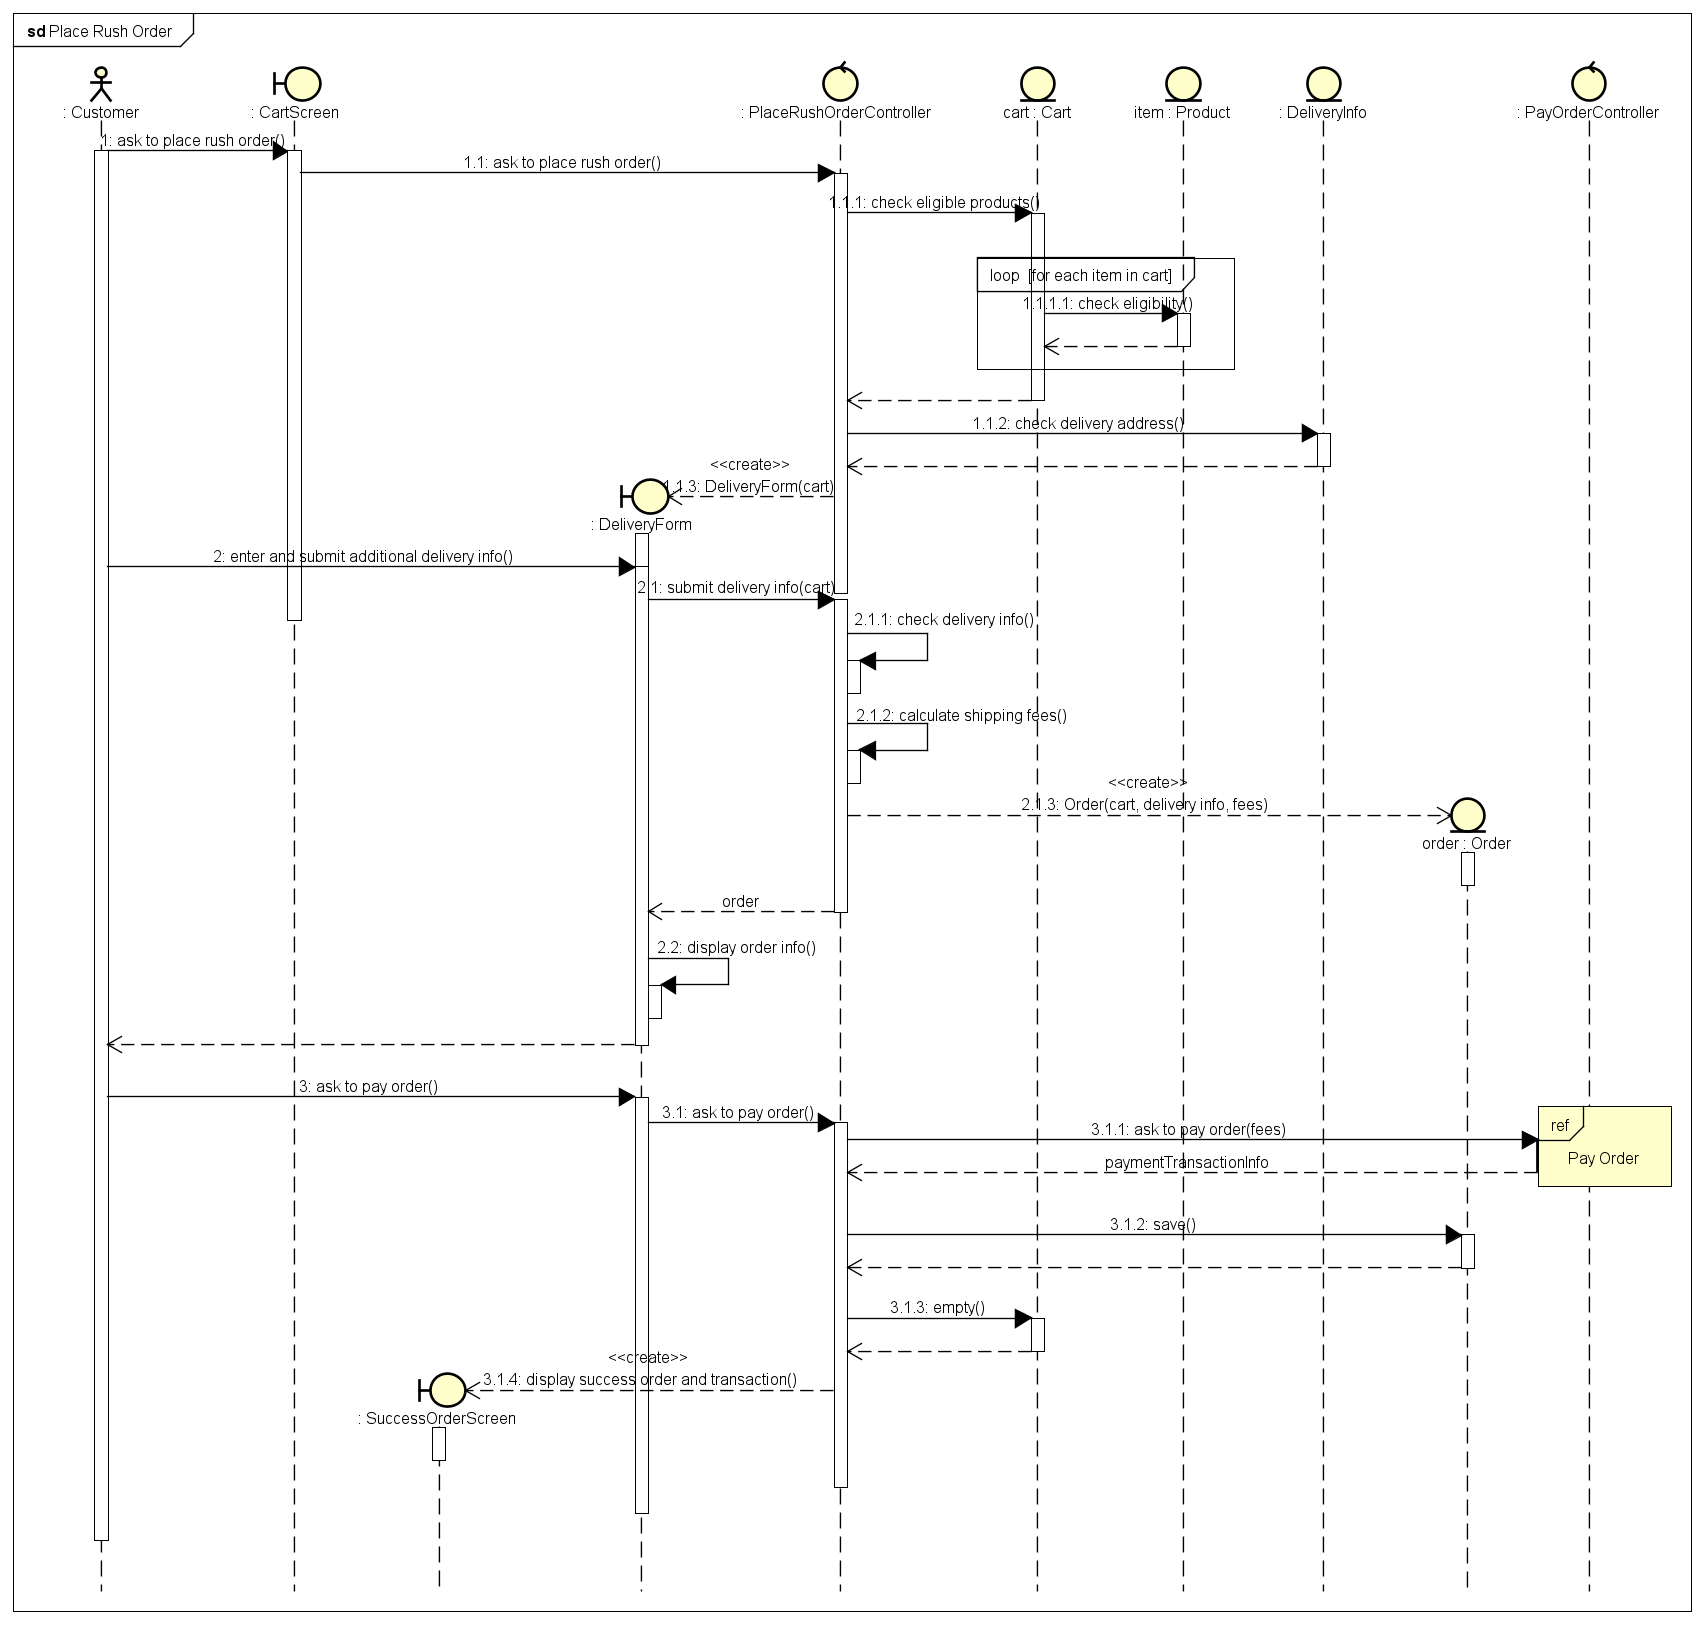 sd Place Rush Order
: Customer
: CartScreen
: PlaceRushOrderController
cart : Cart
item : Product
: DeliveryInfo
: PayOrderController
1: ask to place rush order()
1.1: ask to place rush order()
1.1.1: check eligible products()
loop [for each item in cart]
1.1.1.1: check eligibility()
1.1.2: check delivery address()
<<create>>
1.1.3: DeliveryForm(cart)
: DeliveryForm
2: enter and submit additional delivery info()
2.1: submit delivery info(cart)
2.1.1: check delivery info()
2.1.2: calculate shipping fees()
<<create>>
2.1.3: Order(cart, delivery info, fees)
order : Order
order
2.2: display order info()
3: ask to pay order()
3.1: ask to pay order()
ref
3.1.1: ask to pay order(fees)
Pay Order
paymentTransactionInfo
3.1.2: save()
3.1.3: empty()
<<create>>
3.1.4: display success order and transaction()
: SuccessOrderScreen